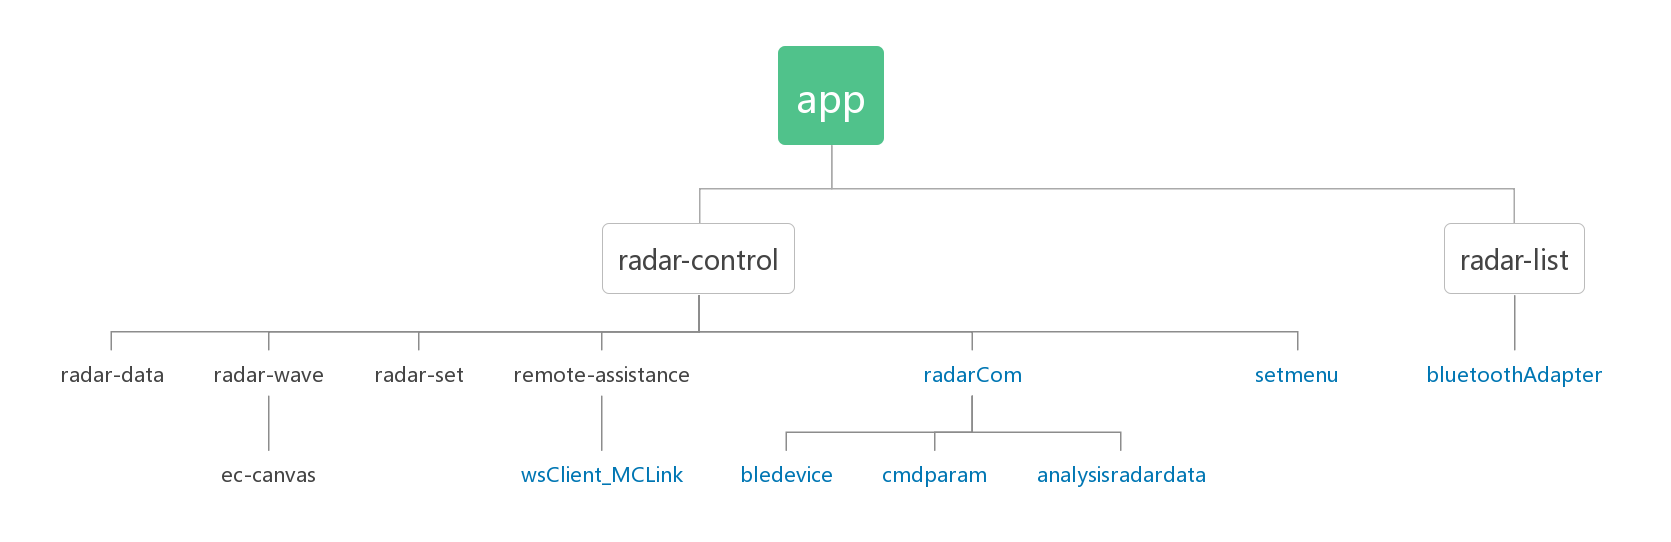 app
radar-control
radar-list
radar-data
radar-wave
radar-set
remote-assistance
radarCom
setmenu
bluetoothAdapter
ec-canvas
wsClient_MCLink
bledevice
cmdparam
analysisradardata